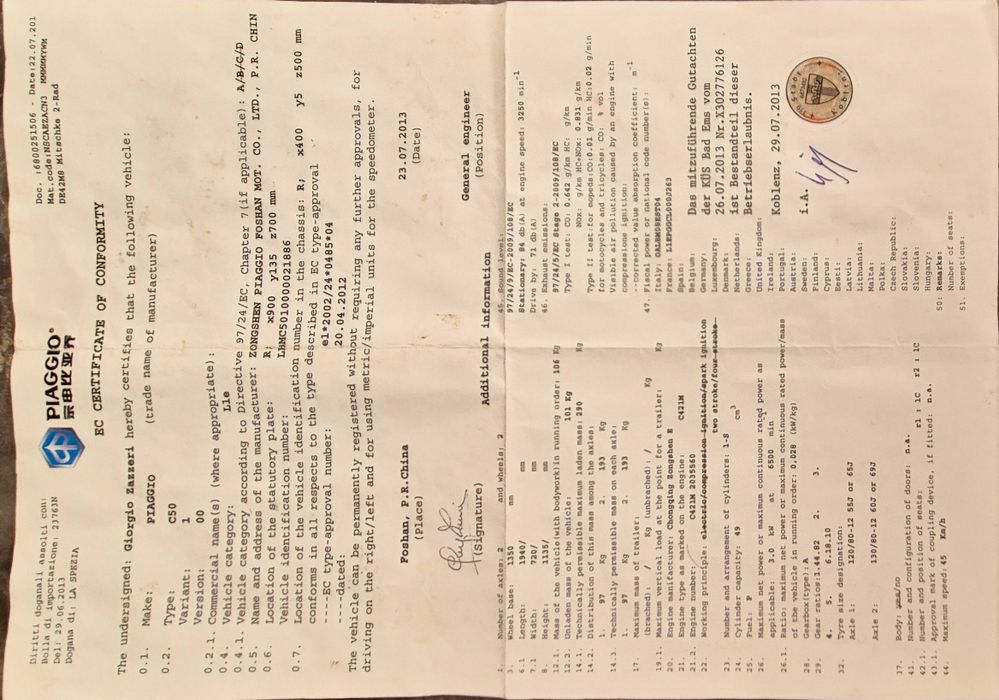 Diritti doganali assolti con:
Bolla di importazione: 23763N
Del: 29.06.2013
Dogana di: LA SPEZIA
PIAGGIO®
宗申比亚乔
Doc. :6800251506 - Date:22.07.201
Mat.code:NSCAEZACN3
DE42M8 Mitschke 2-Rad
EC CERTIFICATE OF CONFORMITY
The undersigned: Giorgio Zazzeri hereby certifies that the following vehicle:
0.1. Make: PIAGGIO (trade name of manufacturer)
0.2. Type: C50
Variant: 1
Version: 00
0.2.1. Commercial name(s) (where appropriate):
0.4. Vehicle category: L1e
0.4.1. Vehicle category according to Directive 97/24/EC, Chapter 7(if applicable): A/B/C/D
0.5. Name and address of the manufacturer: ZONGSHEN PIAGGIO FOSHAN MOT. CO., LTD., P.R. CHIN
0.6. Location of the statutory plate: R; x900 y135 z700 mm
Vehicle identification number: LBMC5010000021886
0.7. Location of the vehicle identification number in the chassis: R; x400 y5 z500 mm
conforms in all respects to the type described in EC type-approval
----EC type-approval number: e1*2002/24*0485*04
----dated: 20.04.2012
The vehicle can be permanently registered without requiring any further approvals, for
driving on the right/left and for using metric/imperial units for the speedometer.
Foshan, P.R.China 23.07.2013
(Place) (Date)
General engineer
(Signature) (Position)
Additional information
1. Number of axles: 2 and wheels: 2
3. Wheel base: 1350 mm
6.1 Length: 1940/ mm
7.1 Width: 720/ mm
8. Height: 1135/ mm
12.1. Mass of the vehicle(with bodywork)in running order: 106 Kg
12.2. Unladen mass of the vehicle: 101 Kg
14.1. Technically permissible maximum laden mass: 290 Kg
14.2. Distribution of this mass among the axles:
1. 97 Kg 2. 193 Kg
14.3. Technically permissible mass on each axle:
1. 97 Kg 2. 193 Kg
17. Maximum mass of trailer:
(brached): / Kg (unbrached): / Kg
19.1. Maximum vertical load at the point for a trailer: Kg
20. Engine manufacturer: Chongqing Zongshen E
21. Engine type as marked on the engine: C421M
21.2. Engine number: C421M 2035560
22. Working principle: electric/compression ignition/spark ignition
two stroke/four stroke
23. Number and arrangement of cylinders: 1-S
24. Cylinder capacity: 49 cm³
25. Fuel: P
26. Maximum net power or maximum continuous rated power as
applicable: 3.0 kw at 6500 min
26.1. Ratio: maximum net power or maximum continuous rated power/mass
of the vehicle in running order: 0,028 (kW/kg)
28. Gearbox(type): A
29. Gear ratios:1.44.82 2. 3.
4. 5. 6.18.10
32. Tyre size designation:
Axle 1: 120/80-12 55J or 65J
Axle 2: 130/80-12 60J or 69J
37. Body: yes/no
41. Number and configuration of doors: n.a.
42.1. Number and position of seats: r1 : 1C r2 : 1C
43.1. Approval mark of coupling device, if fitted: n.a.
44. Maximum speed: 45 Km/h
45. Sound level:
97/24/9/EC-2009/108/EC
Stationary: 84 db(A) at engine speed: 3250 min⁻¹
Drive by: 71 db(A)
46. Exhaust emissions:
97/24/5/EC Stage 2-2009/108/EC
Type I test: CO: 0.442 g/km HC: g/km
NOx: g/km HC+NOx: 0.831 g/km
Type II test:for mopeds:CO:0.01 g/min HC:0.02 g/min
for motocycles and tricycles: CO: % vol
Visible air pollution caused by an engine with
compressione ignition:
--corrected value absorption coefficient: m⁻¹
47. Fiscal power or national code number(s):
Italy:
France:
Spain:
Belgium:
Germany:
Luxembourg:
Denmark:
Netherlands:
Greece:
United Kingdom:
Ireland:
Portugal:
Austria:
Sweden:
Finland:
Cyprus:
Eesti:
Latvia:
Lithuania:
Malta:
Polka:
Czech Republic:
Slovakia:
Slovenia:
Hungary:
50: Remarks:
Number of seats:
51. Exemptions:
Das mitzuführende Gutachten
der KÜS Bad Ems vom
26.07.2013 Nr.X302776126
ist Bestandteil dieser
Betriebserlaubnis.
Koblenz, 29.07.2013
i.A.